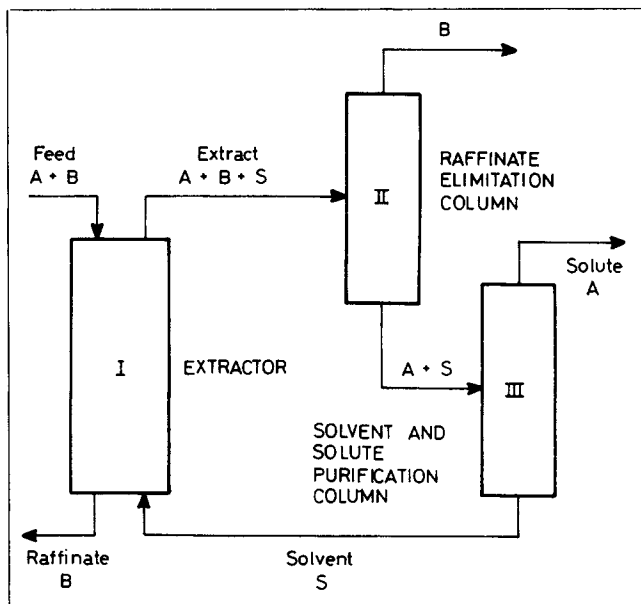 B
Feed
A + B
Extract
A + B + S
II
RAFFINATE
ELIMITATION
COLUMN
Solute
A
I
EXTRACTOR
A + S
III
SOLVENT AND
SOLUTE
PURIFICATION
COLUMN
Raffinate
B
Solvent
S